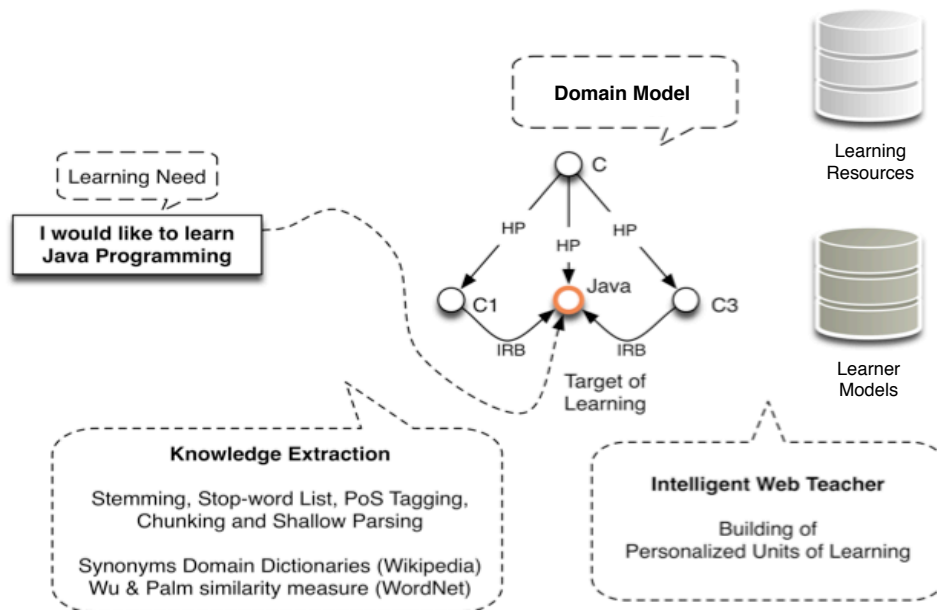 Domain Model
Learning
Resources
Learning Need
I would like to learn
Java Programming
C
HP
HP
HP
Java
C1
C3
IRB
IRB
Target of
Learning
Learner
Models
Knowledge Extraction
Stemming, Stop-word List, PoS Tagging,
Chunking and Shallow Parsing
Synonyms Domain Dictionaries (Wikipedia)
Wu & Palm similarity measure (WordNet)
Intelligent Web Teacher
Building of
Personalized Units of Learning